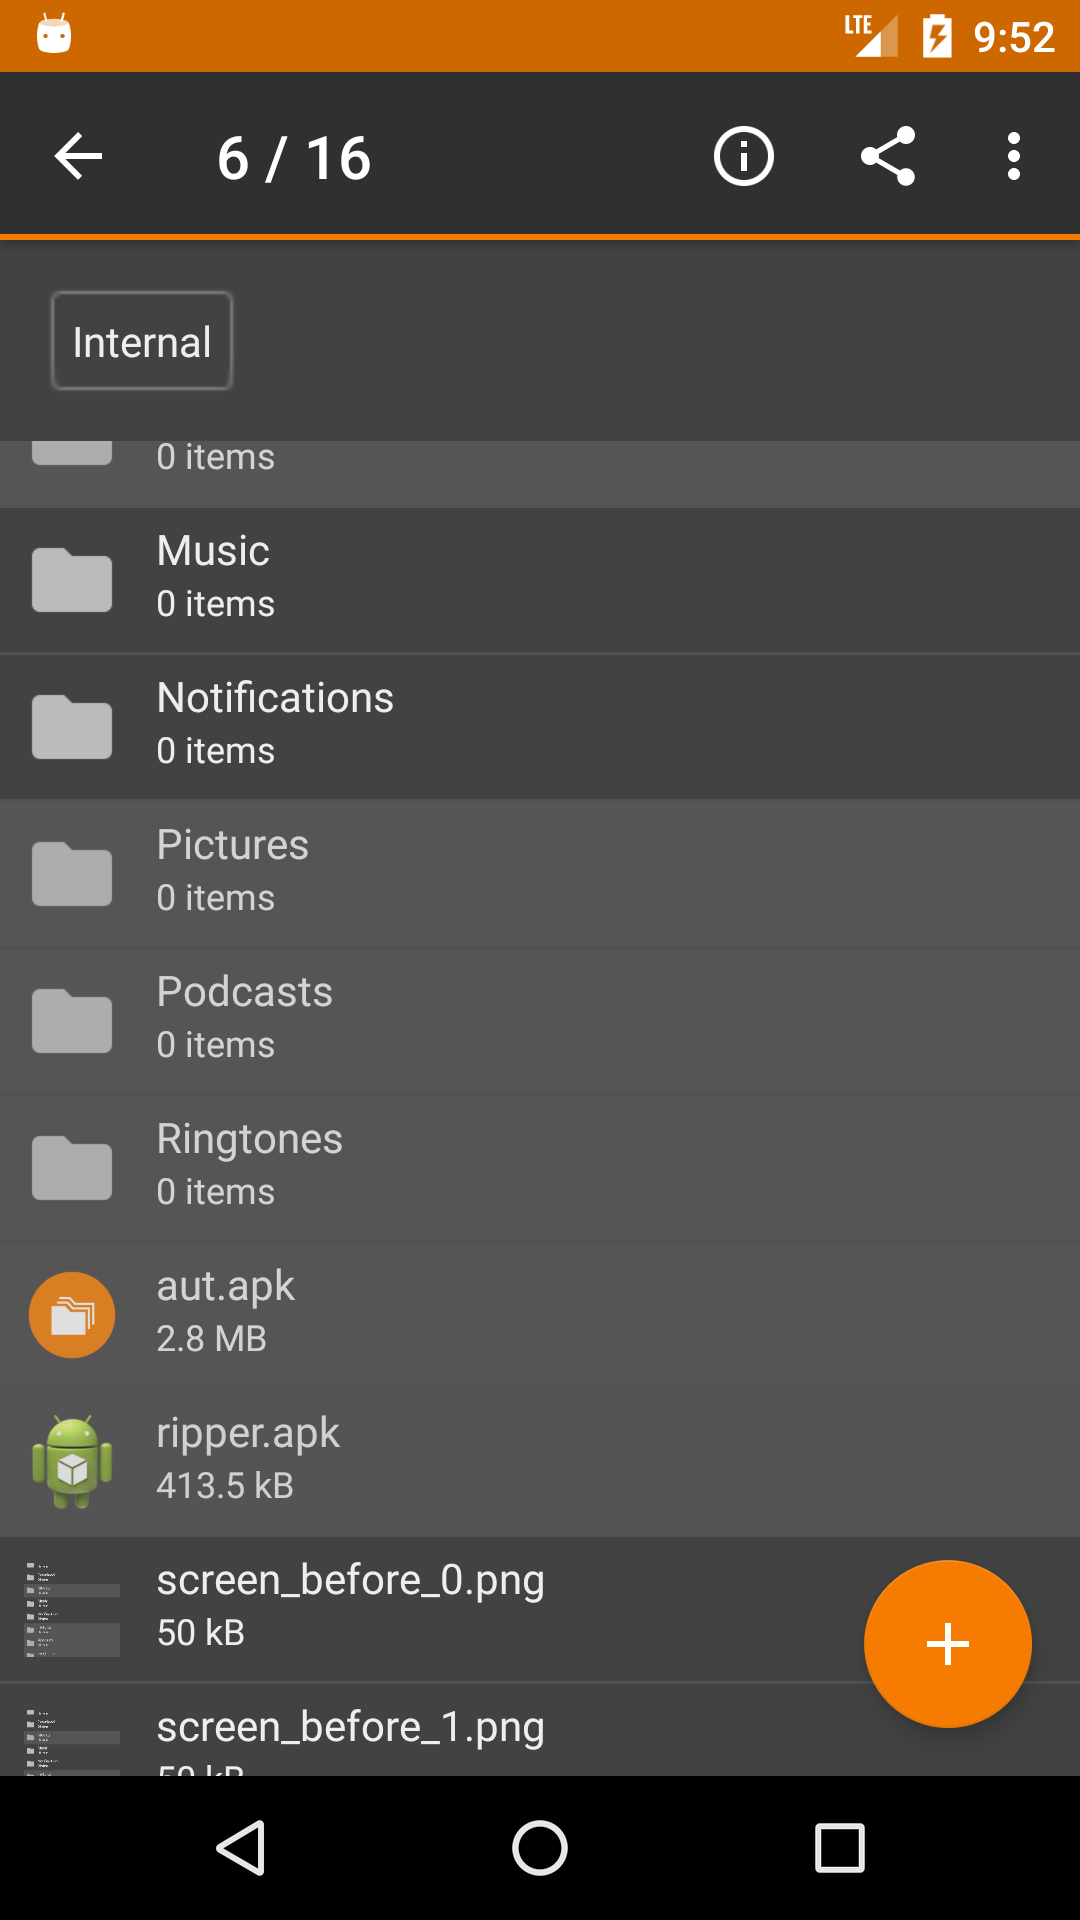 LTE 9:52
6 / 16
Internal
0 items
Music
0 items
Notifications
0 items
Pictures
0 items
Podcasts
0 items
Ringtones
0 items
aut.apk
2.8 MB
ripper.apk
413.5 kB
screen_before_0.png
50 kB
screen_before_1.png
50 kB